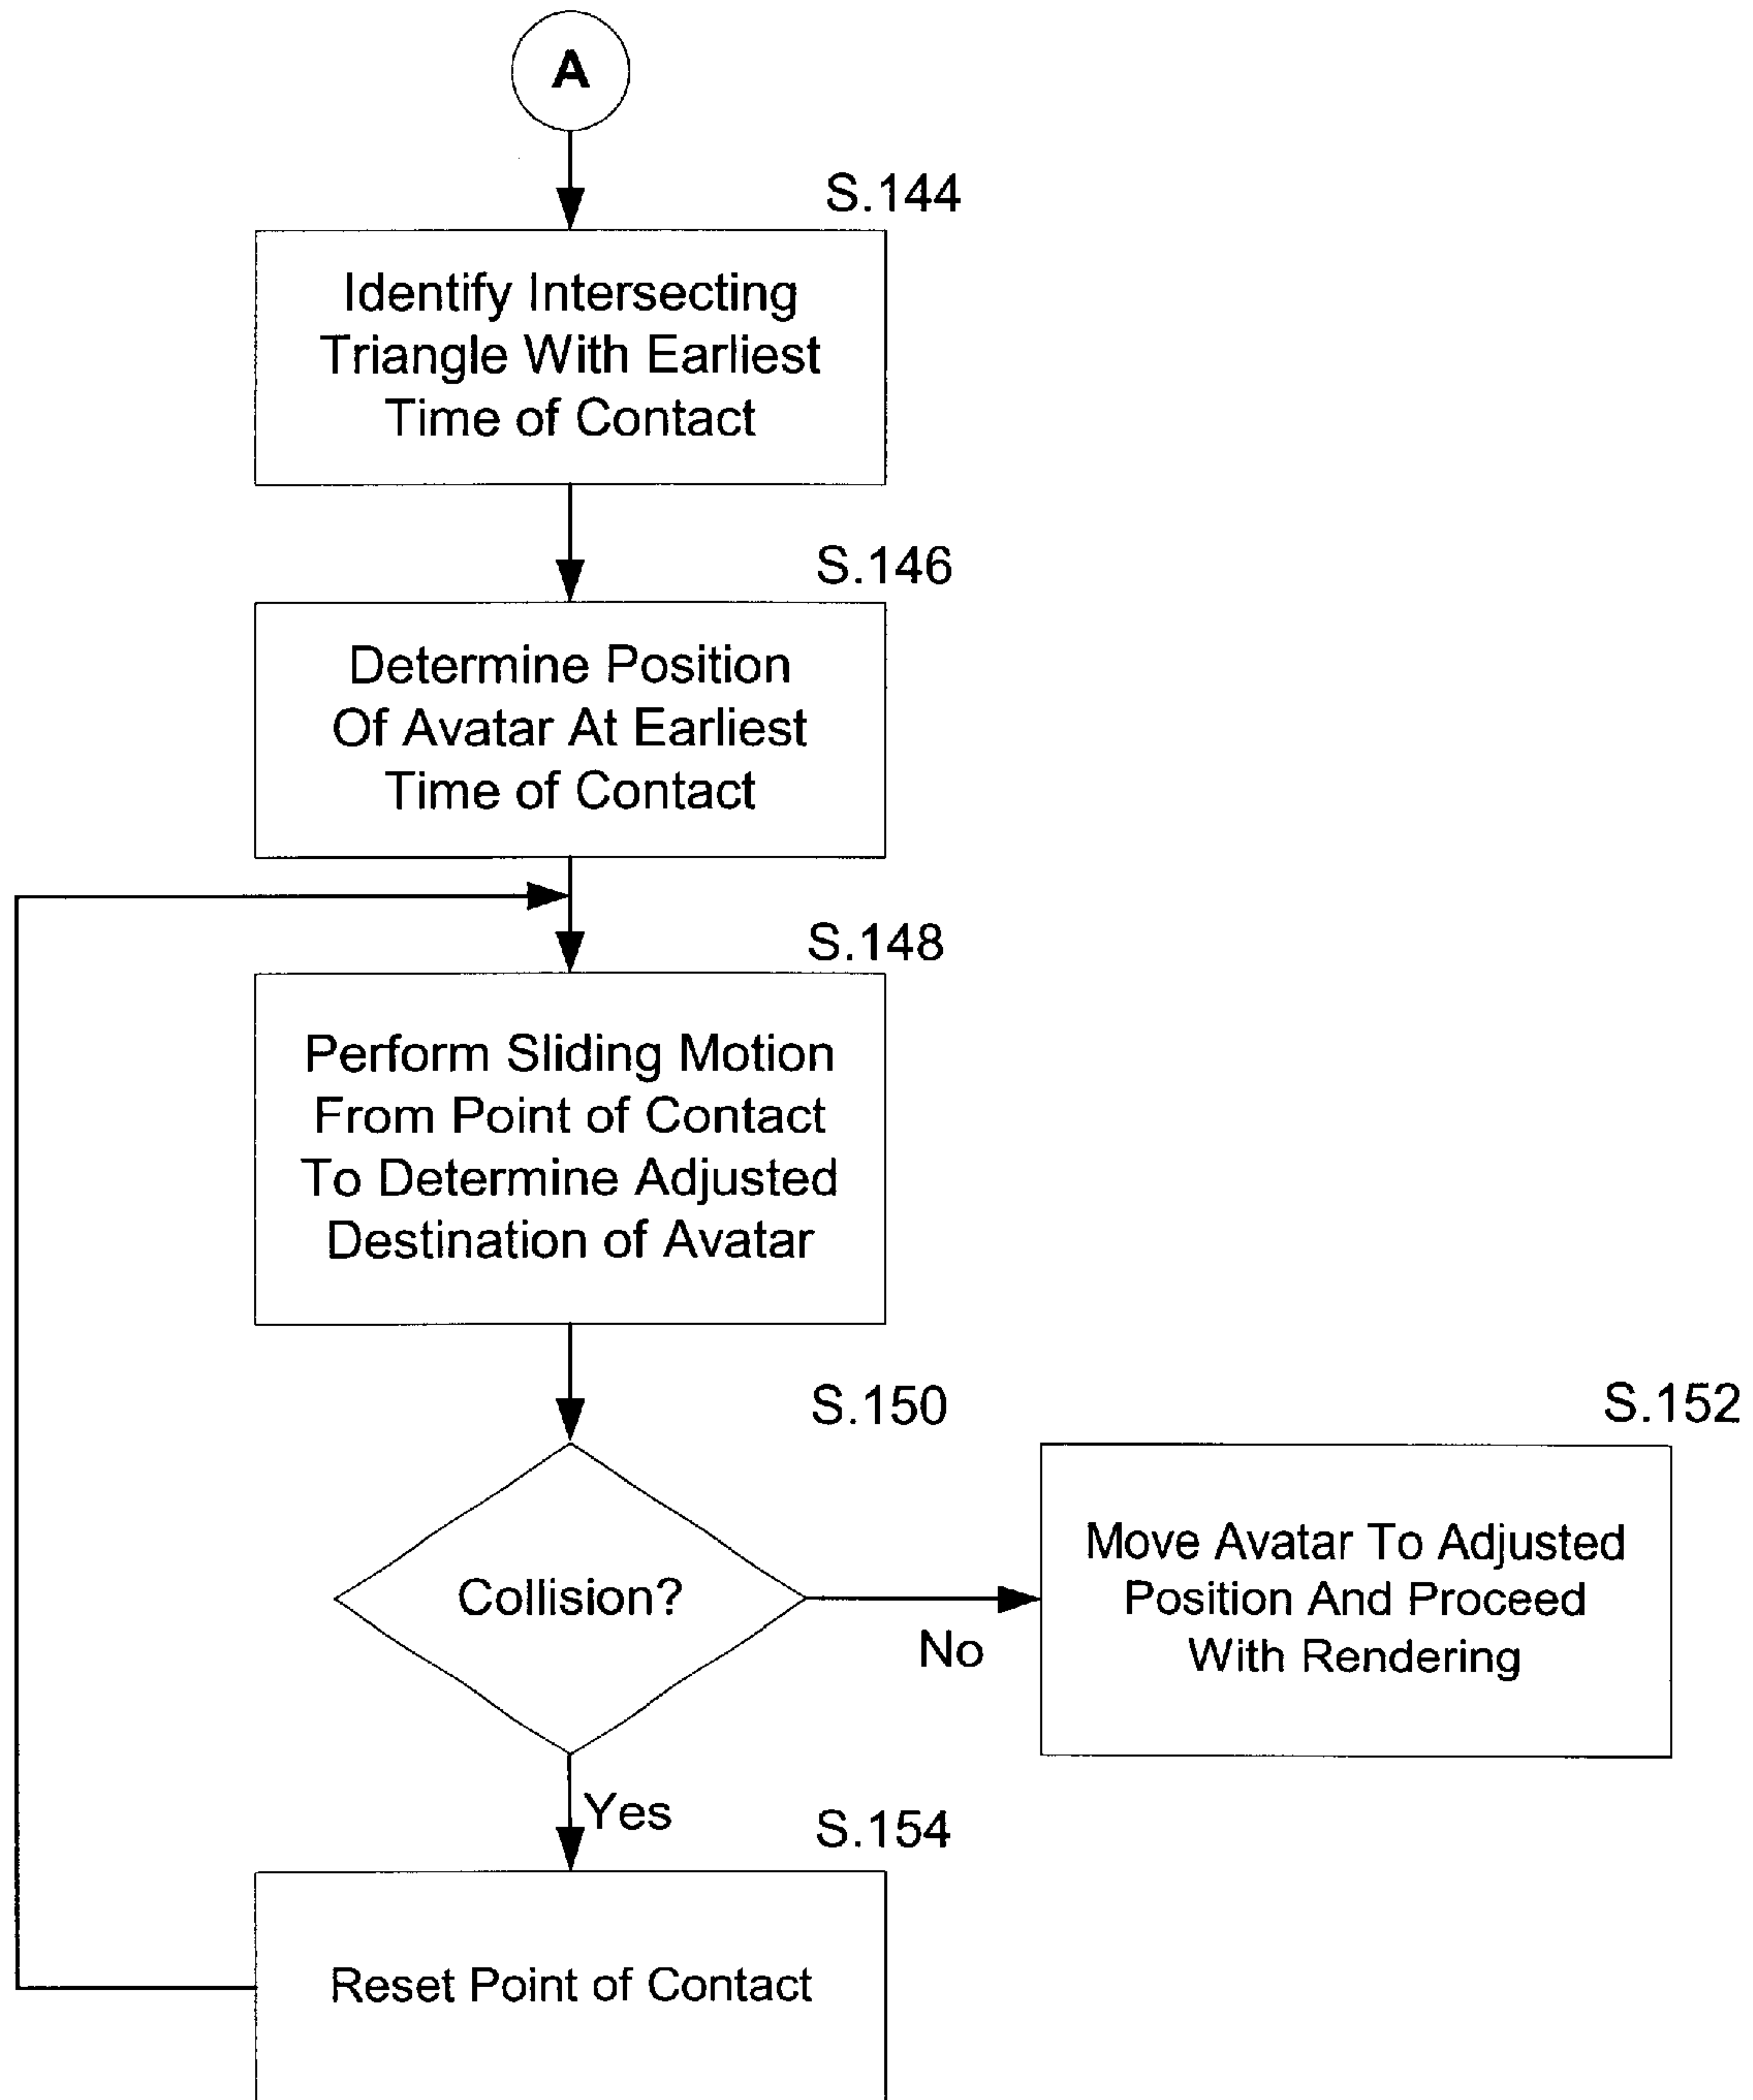 A
S.144
Identify Intersecting
Triangle With Earliest
Time of Contact
S.146
Determine Position
Of Avatar At Earliest
Time of Contact
S.148
Perform Sliding Motion
From Point of Contact
To Determine Adjusted
Destination of Avatar
S.150
Collision?
S.152
Move Avatar To Adjusted
Position And Proceed
With Rendering
No
Yes
S.154
Reset Point of Contact